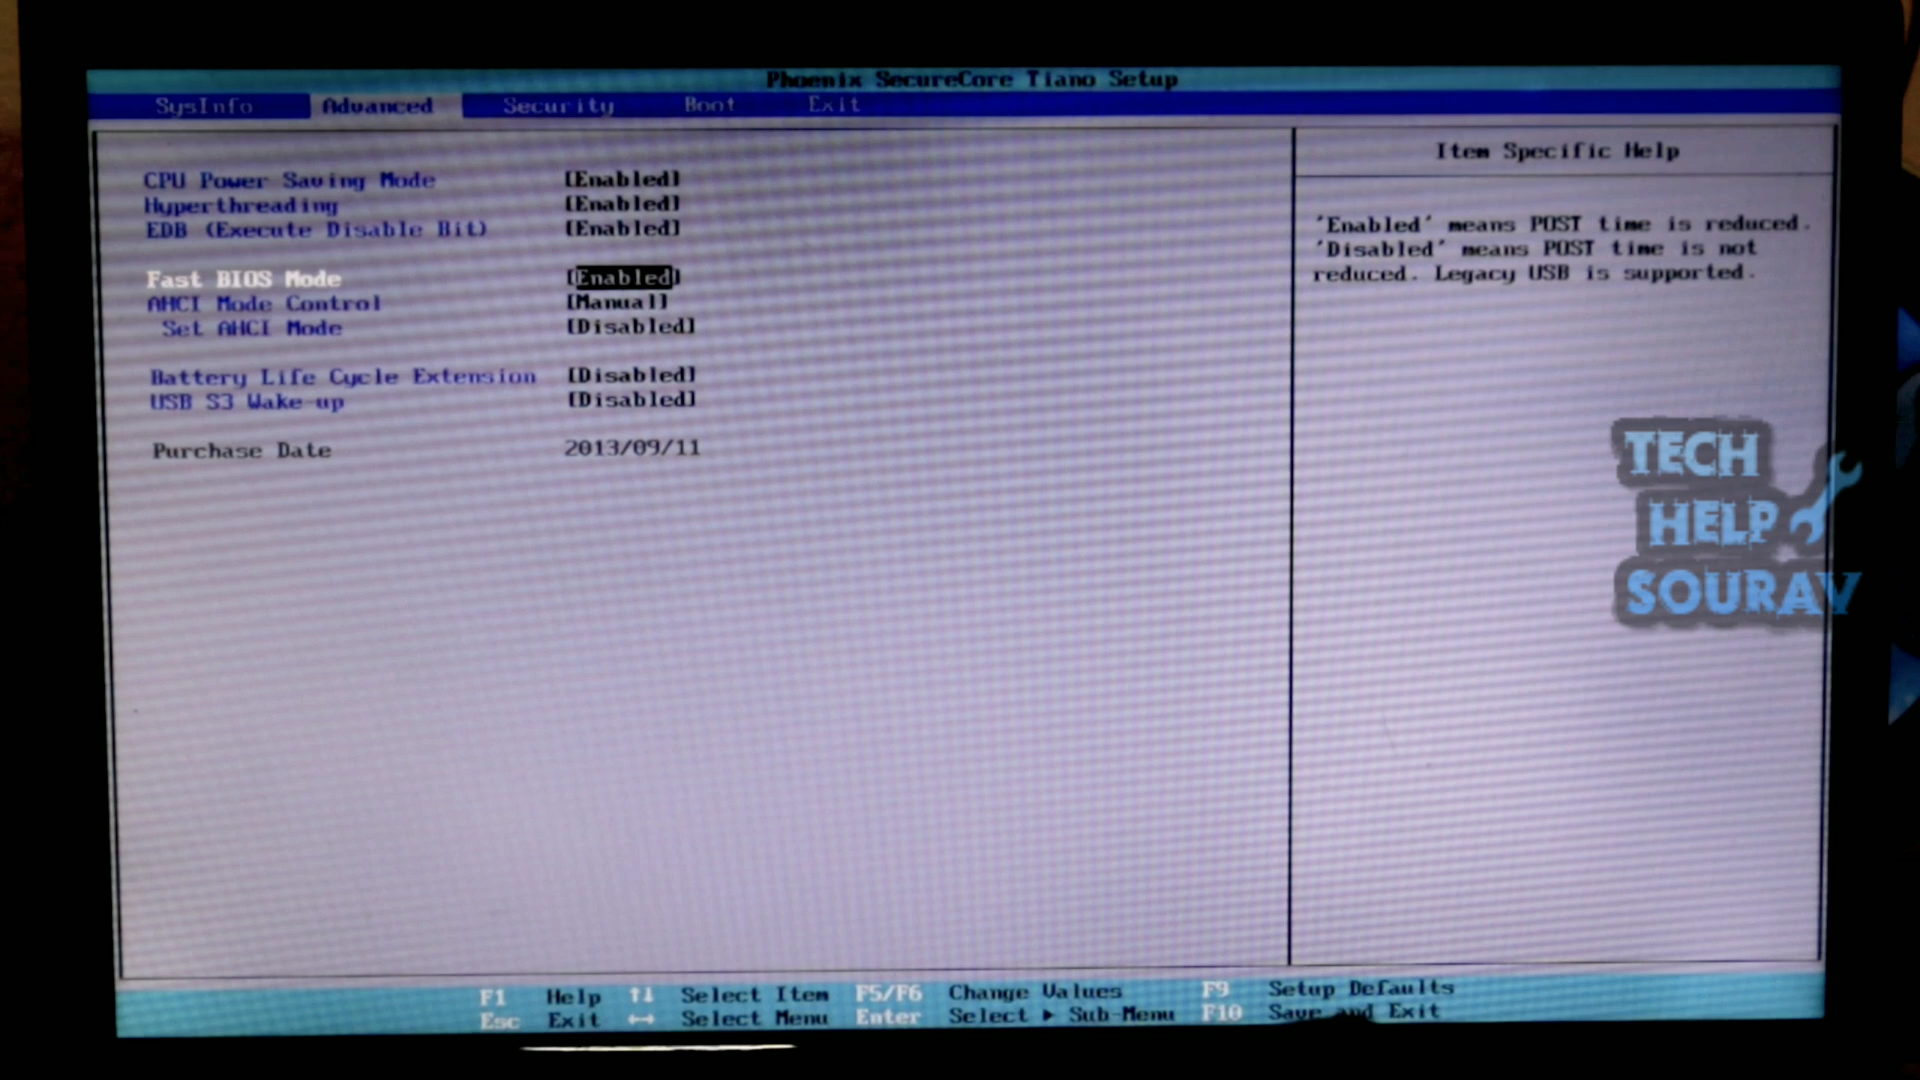 Phoenix SecureCore Tiano Setup
SysInfo Advanced Security Boot Exit
CPU Power Saving Mode [Enabled]
Hyperthreading [Enabled]
EDB (Execute Disable Bit) [Enabled]
Fast BIOS Mode [Enabled]
AHCI Mode Control [Manual]
Set AHCI Mode [Disabled]
Battery Life Cycle Extension [Disabled]
USB S3 Wake-up [Disabled]
Purchase Date 2013/09/11
Item Specific Help
'Enabled' means POST time is reduced.
'Disabled' means POST time is not
reduced. Legacy USB is supported.
TECH
HELP
SOURAV
F1 Help ↑↓ Select Item F5/F6 Change Values F9 Setup Defaults
Esc Exit ↔ Select Menu Enter Select ▶ Sub-Menu F10 Save and Exit